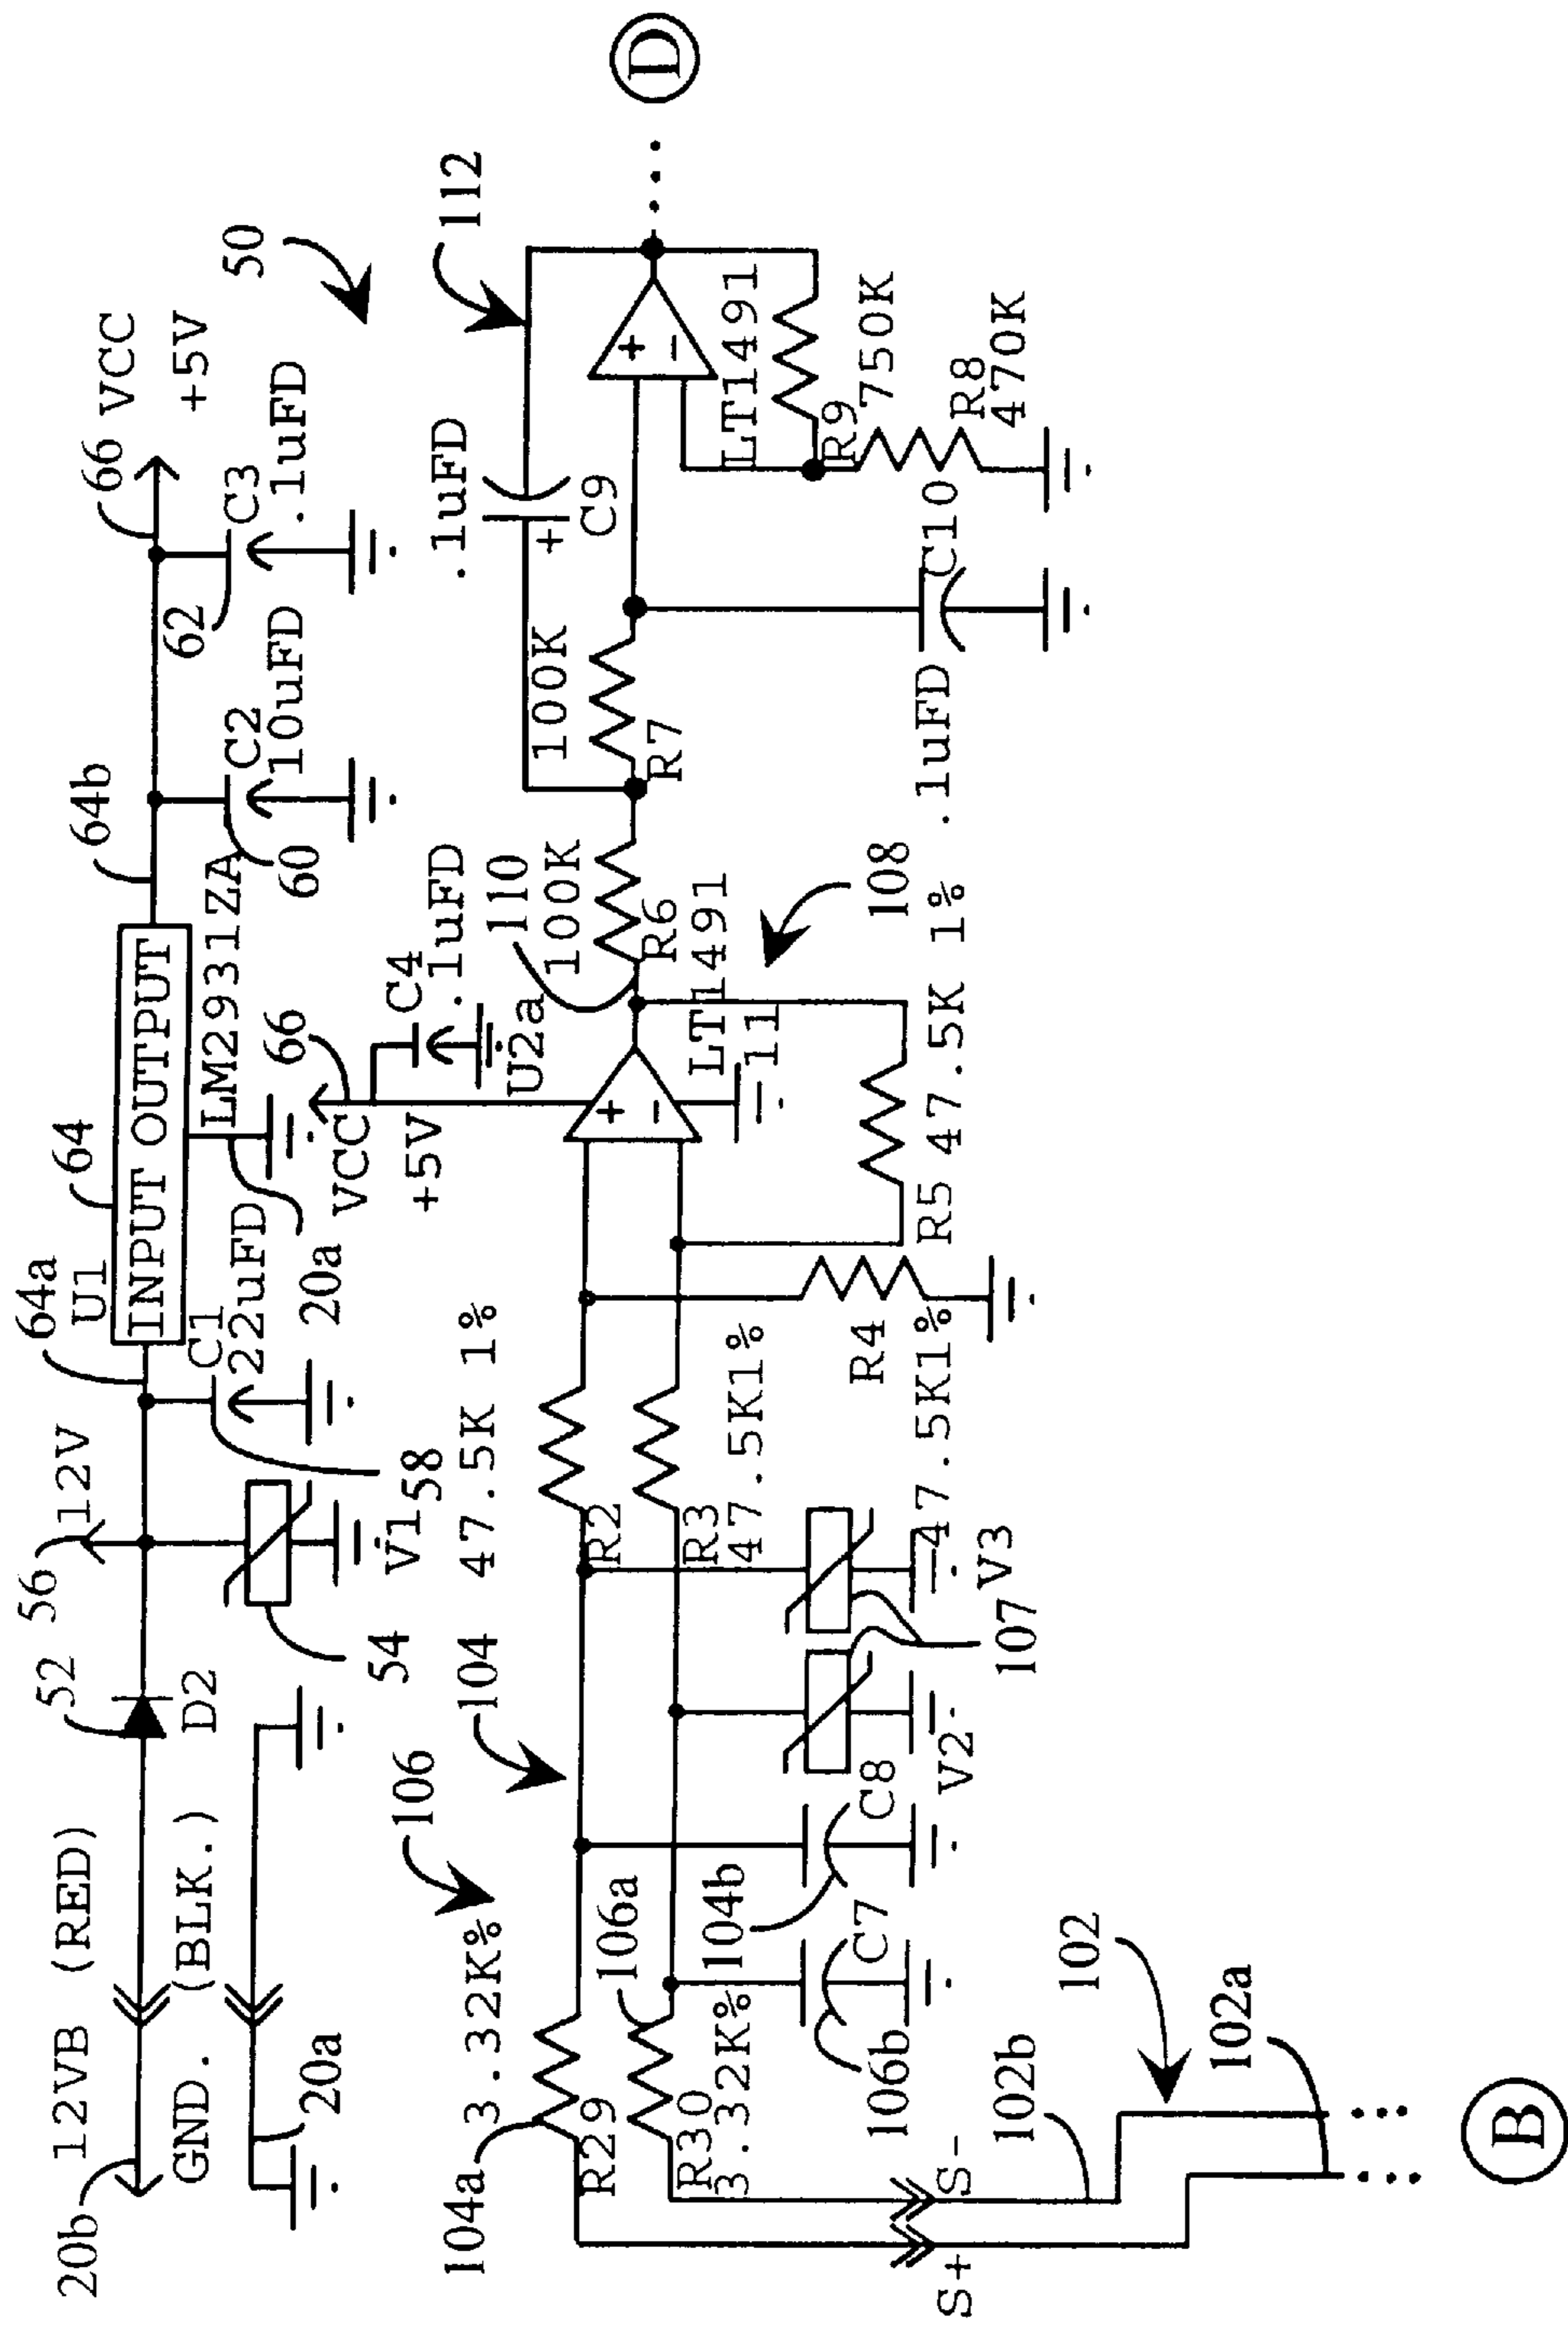 20b
12VB (RED)
GND. (BLK.)
20a
52
D2
56
12V
54
V1
58
64a
U1
C1
22uFD
64
INPUT OUTPUT
LM2931ZA
20a
64b
C2
10uFD
60
62
C3
.1uFD
66
VCC
+5V
50
66
VCC
+5V
C4
.1uFD
104a
3.32K%
R29
106
104
47.5K 1%
R2
106a
R30
3.32K%
R3
47.5K1%
104b
C8
106b
C7
V2
V3
107
R4
47.5K1%
R5 47.5K 1%
U2a
+
-
LT1491
11
108
110
100K
R6
100K
R7
.1uFD
+
C9
112
C10
.1uFD
+
-
LT1491
R9
750K
R8
470K
D
S+
S-
102b
102
102a
B